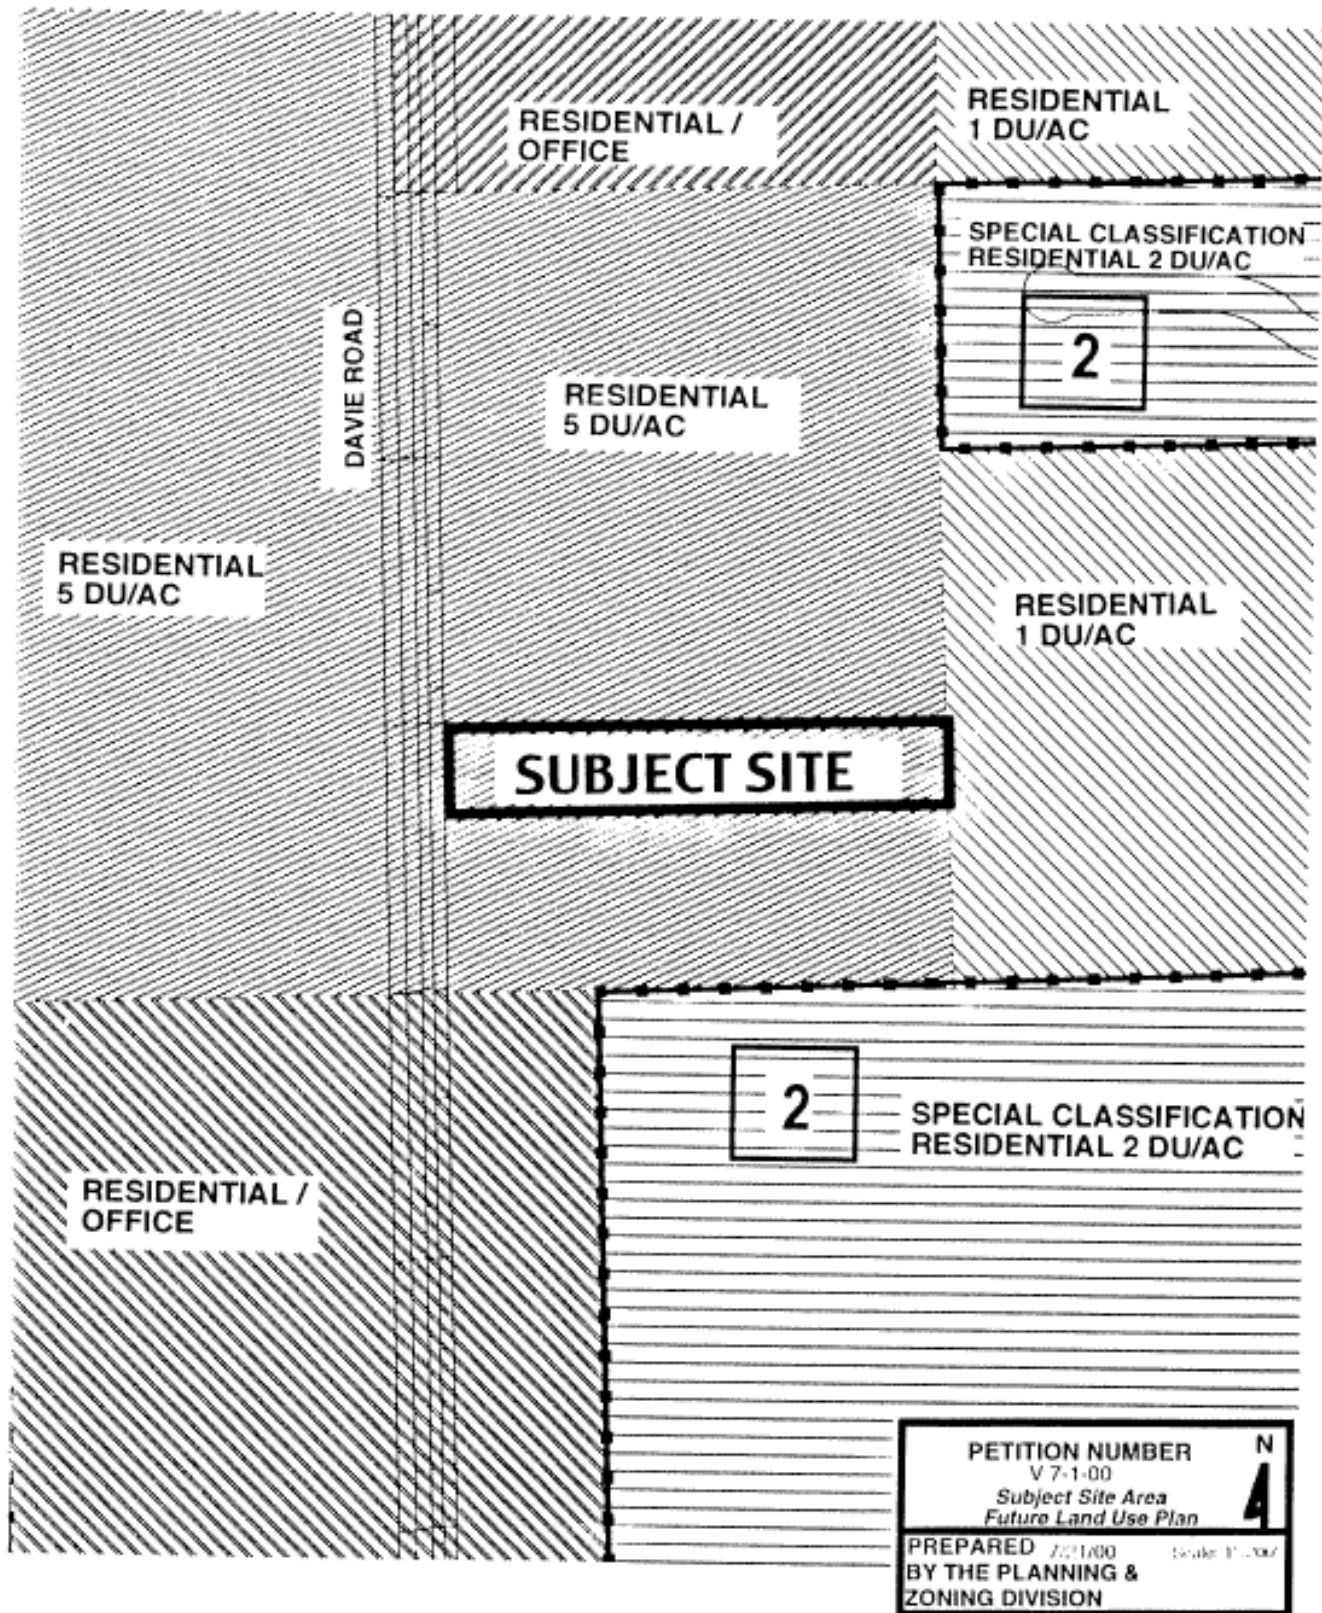 RESIDENTIAL /
OFFICE
RESIDENTIAL
1 DU/AC
SPECIAL CLASSIFICATION
RESIDENTIAL 2 DU/AC
2
DAVIE ROAD
RESIDENTIAL
5 DU/AC
RESIDENTIAL
5 DU/AC
RESIDENTIAL
1 DU/AC
SUBJECT SITE
2
SPECIAL CLASSIFICATION
RESIDENTIAL 2 DU/AC
RESIDENTIAL /
OFFICE
PETITION NUMBER
N
V 7-1-00
Subject Site Area
Future Land Use Plan
PREPARED
BY THE PLANNING &
ZONING DIVISION